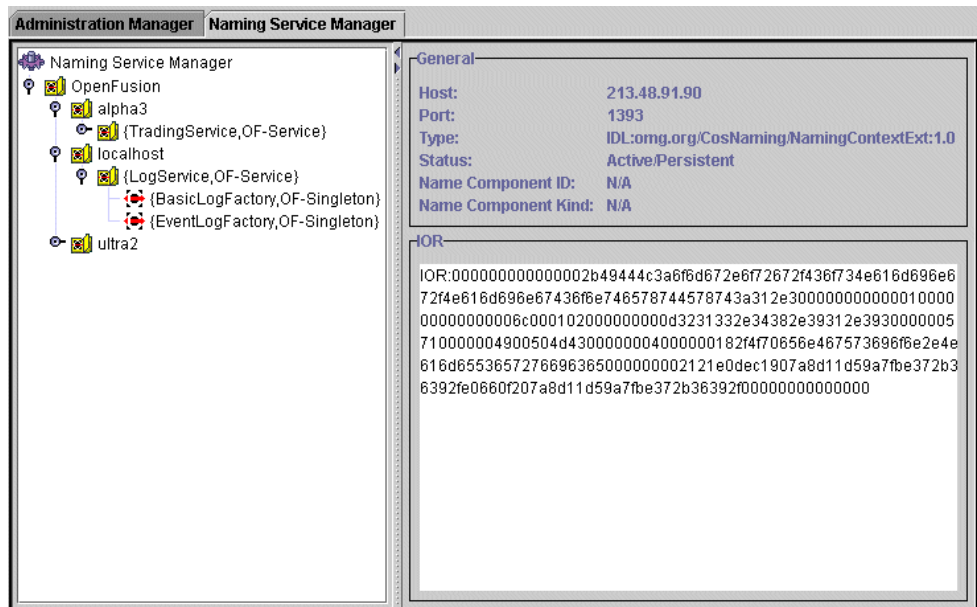 Administration Manager
Naming Service Manager
Naming Service Manager
OpenFusion
alpha3
{TradingService,OF-Service}
localhost
{LogService,OF-Service}
{BasicLogFactory,OF-Singleton}
{EventLogFactory,OF-Singleton}
ultra2
General
Host: 213.48.91.90
Port: 1393
Type: IDL:omg.org/CosNaming/NamingContextExt:1.0
Status: Active/Persistent
Name Component ID: N/A
Name Component Kind: N/A
IOR
IOR:000000000000002b49444c3a6f6d672e6f72672f436f734e616d696e6
72f4e616d696e67436f6e746578744578743a312e300000000000010000
00000000006c000102000000000d3231332e34382e39312e3930000005
710000004900504d43000000040000000182f4f70656e467573696f6e2e4e
616d6553657276696365000000002121e0dec1907a8d11d59a7fbe372b3
6392fe0660f207a8d11d59a7fbe372b36392f00000000000000